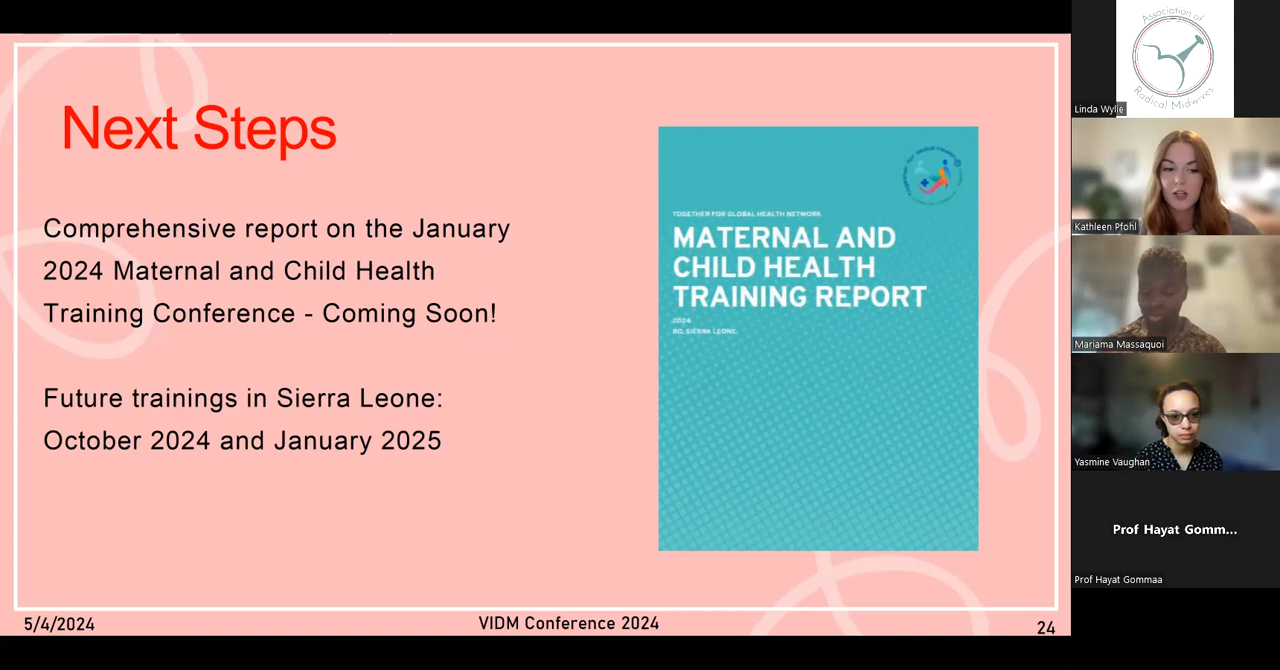 Next Steps
Comprehensive report on the January
2024 Maternal and Child Health
Training Conference - Coming Soon!
Future trainings in Sierra Leone:
October 2024 and January 2025
TOGETHER FOR GLOBAL HEALTH NETWORK
MATERNAL AND
CHILD HEALTH
TRAINING REPORT
2024
BO, SIERRA LEONE
5/4/2024
VIDM Conference 2024
24
Association of
Radical Midwives
Linda Wylie
Kathleen Pfohl
Mariama Massaquoi
Yasmine Vaughan
Prof Hayat Gomm...
Prof Hayat Gommaa